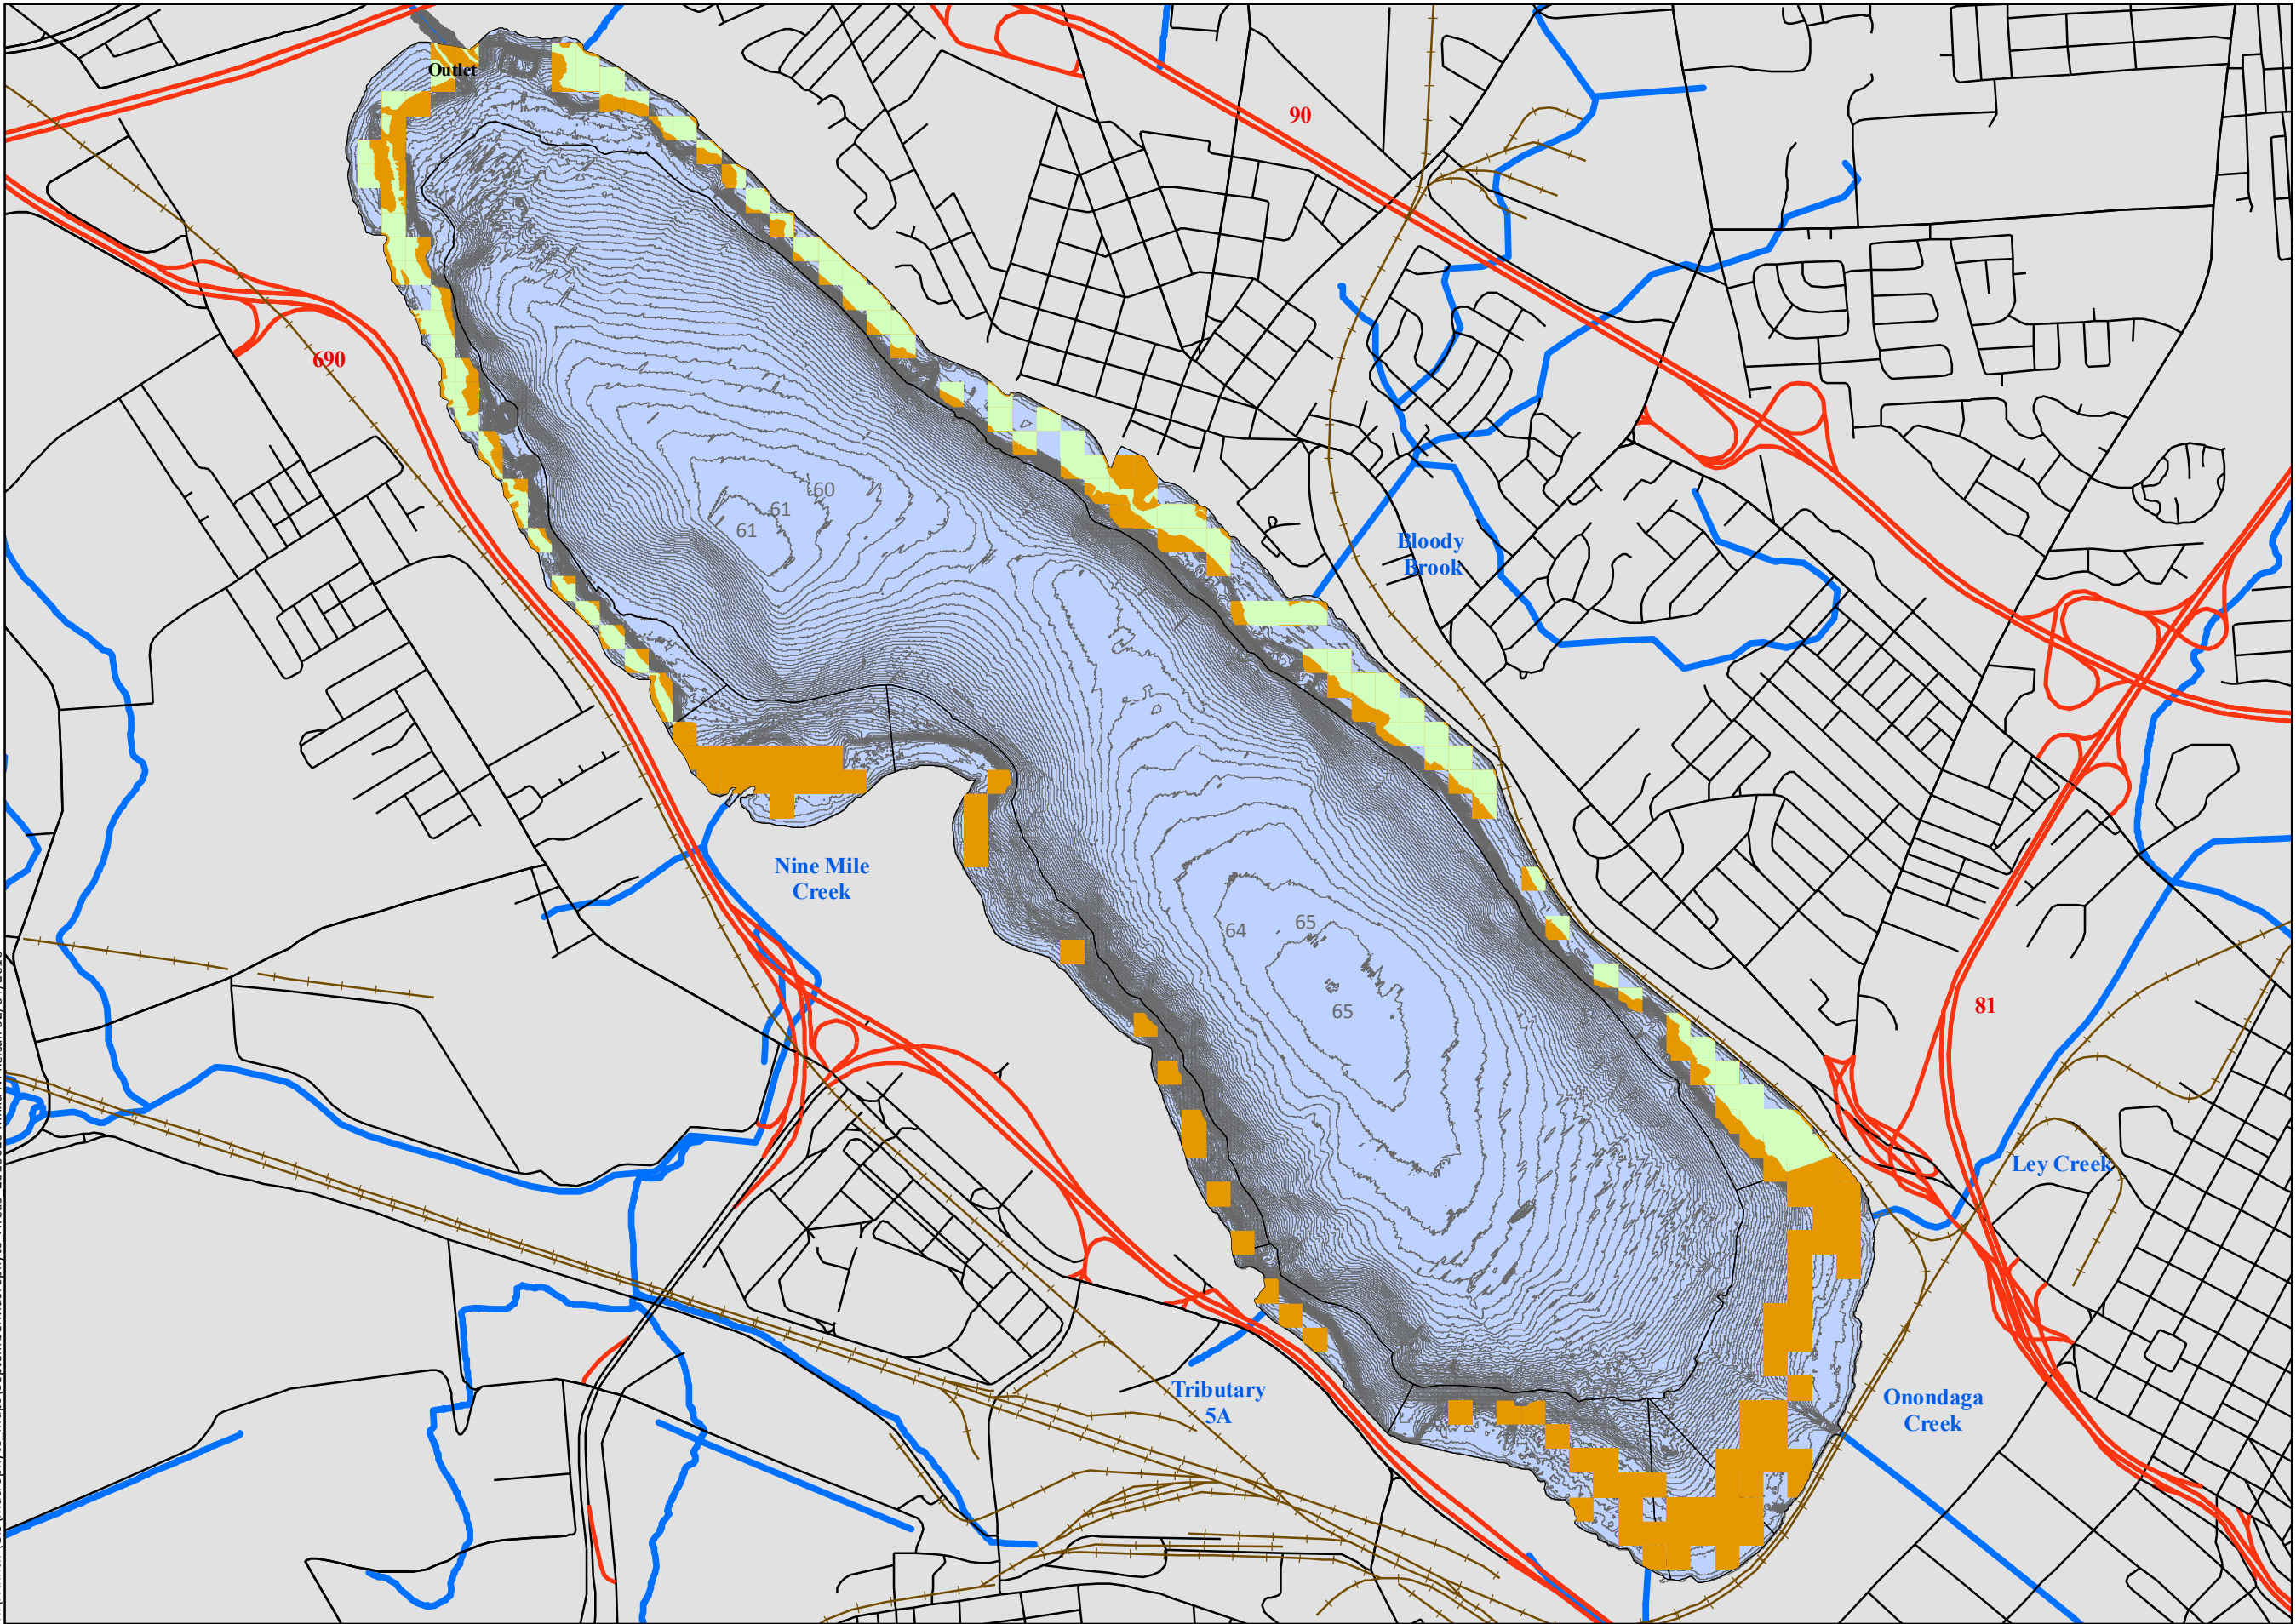 Outlet
90
690
60
61
61
Bloody
Brook
Nine Mile
Creek
65
64
65
81
Ley Creek
Tributary
5A
Onondaga
Creek